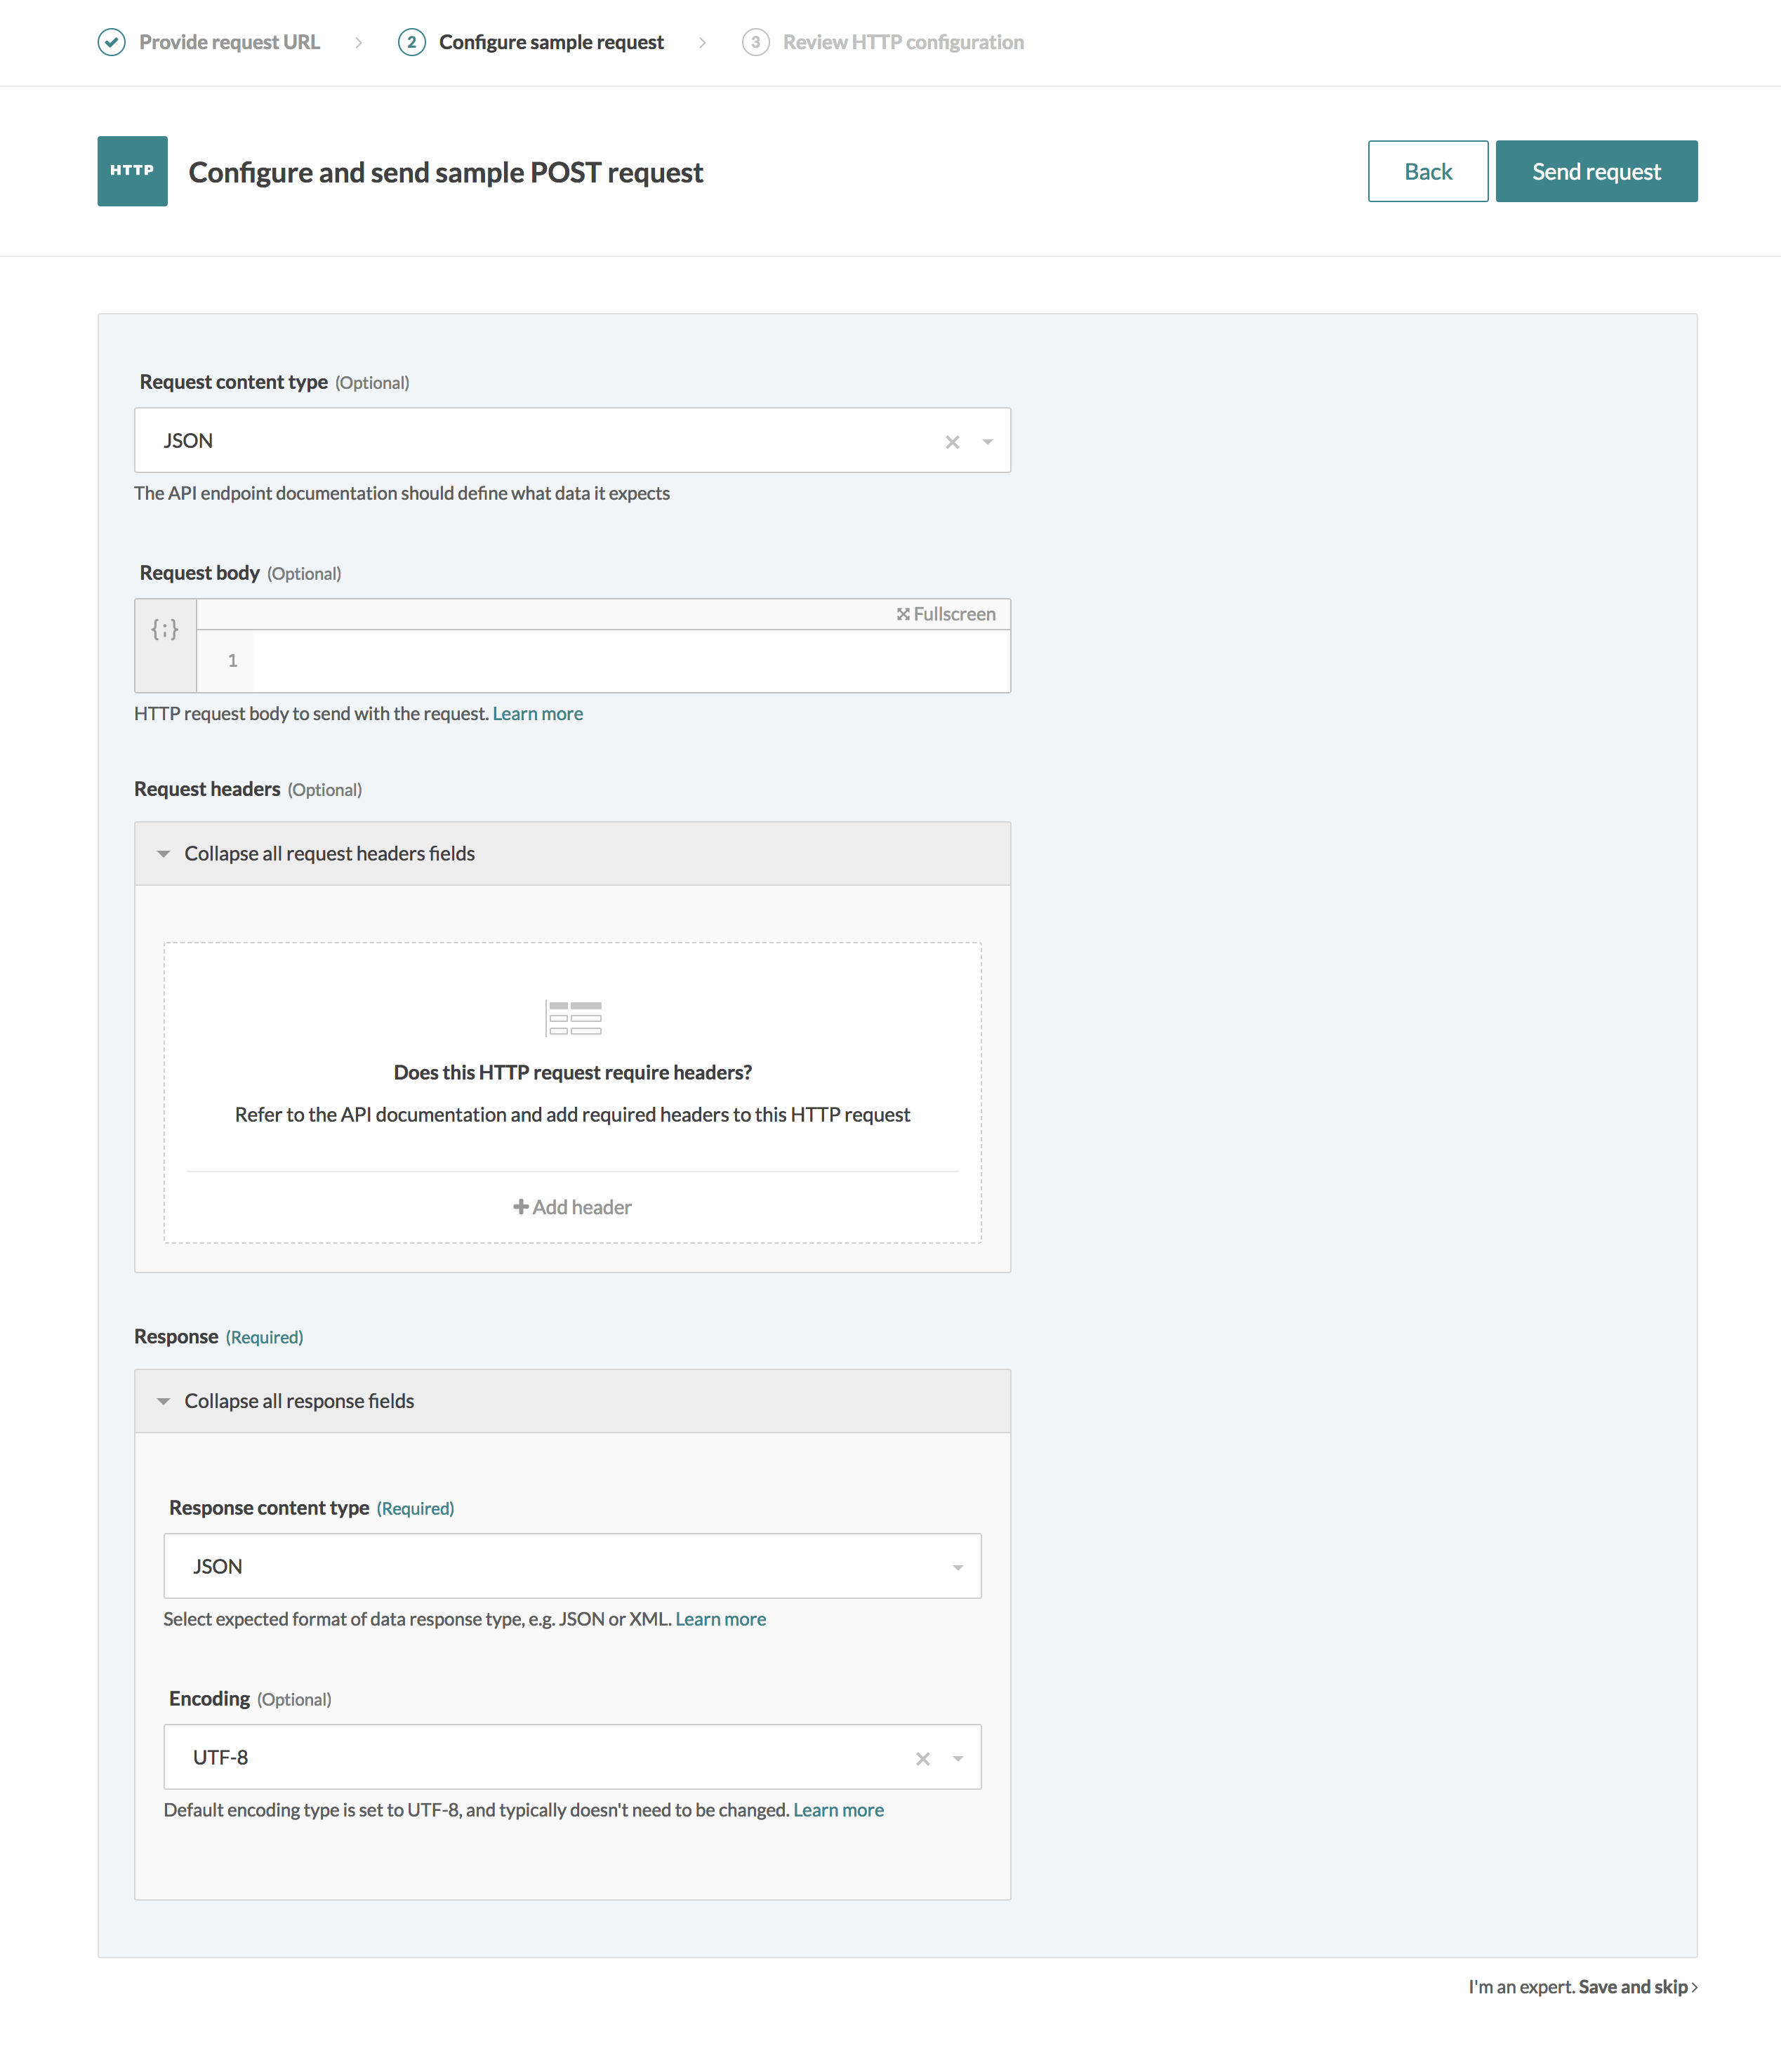 Provide request URL
2 Configure sample request
3 Review HTTP configuration
HTTP
Configure and send sample POST request
Back
Send request
Request content type (Optional)
JSON
The API endpoint documentation should define what data it expects
Request body (Optional)
{;}
Fullscreen
1
HTTP request body to send with the request. Learn more
Request headers (Optional)
Collapse all request headers fields
Does this HTTP request require headers?
Refer to the API documentation and add required headers to this HTTP request
Add header
Response (Required)
Collapse all response fields
Response content type (Required)
JSON
Select expected format of data response type, e.g. JSON or XML. Learn more
Encoding (Optional)
UTF-8
Default encoding type is set to UTF-8, and typically doesn't need to be changed. Learn more
I'm an expert. Save and skip